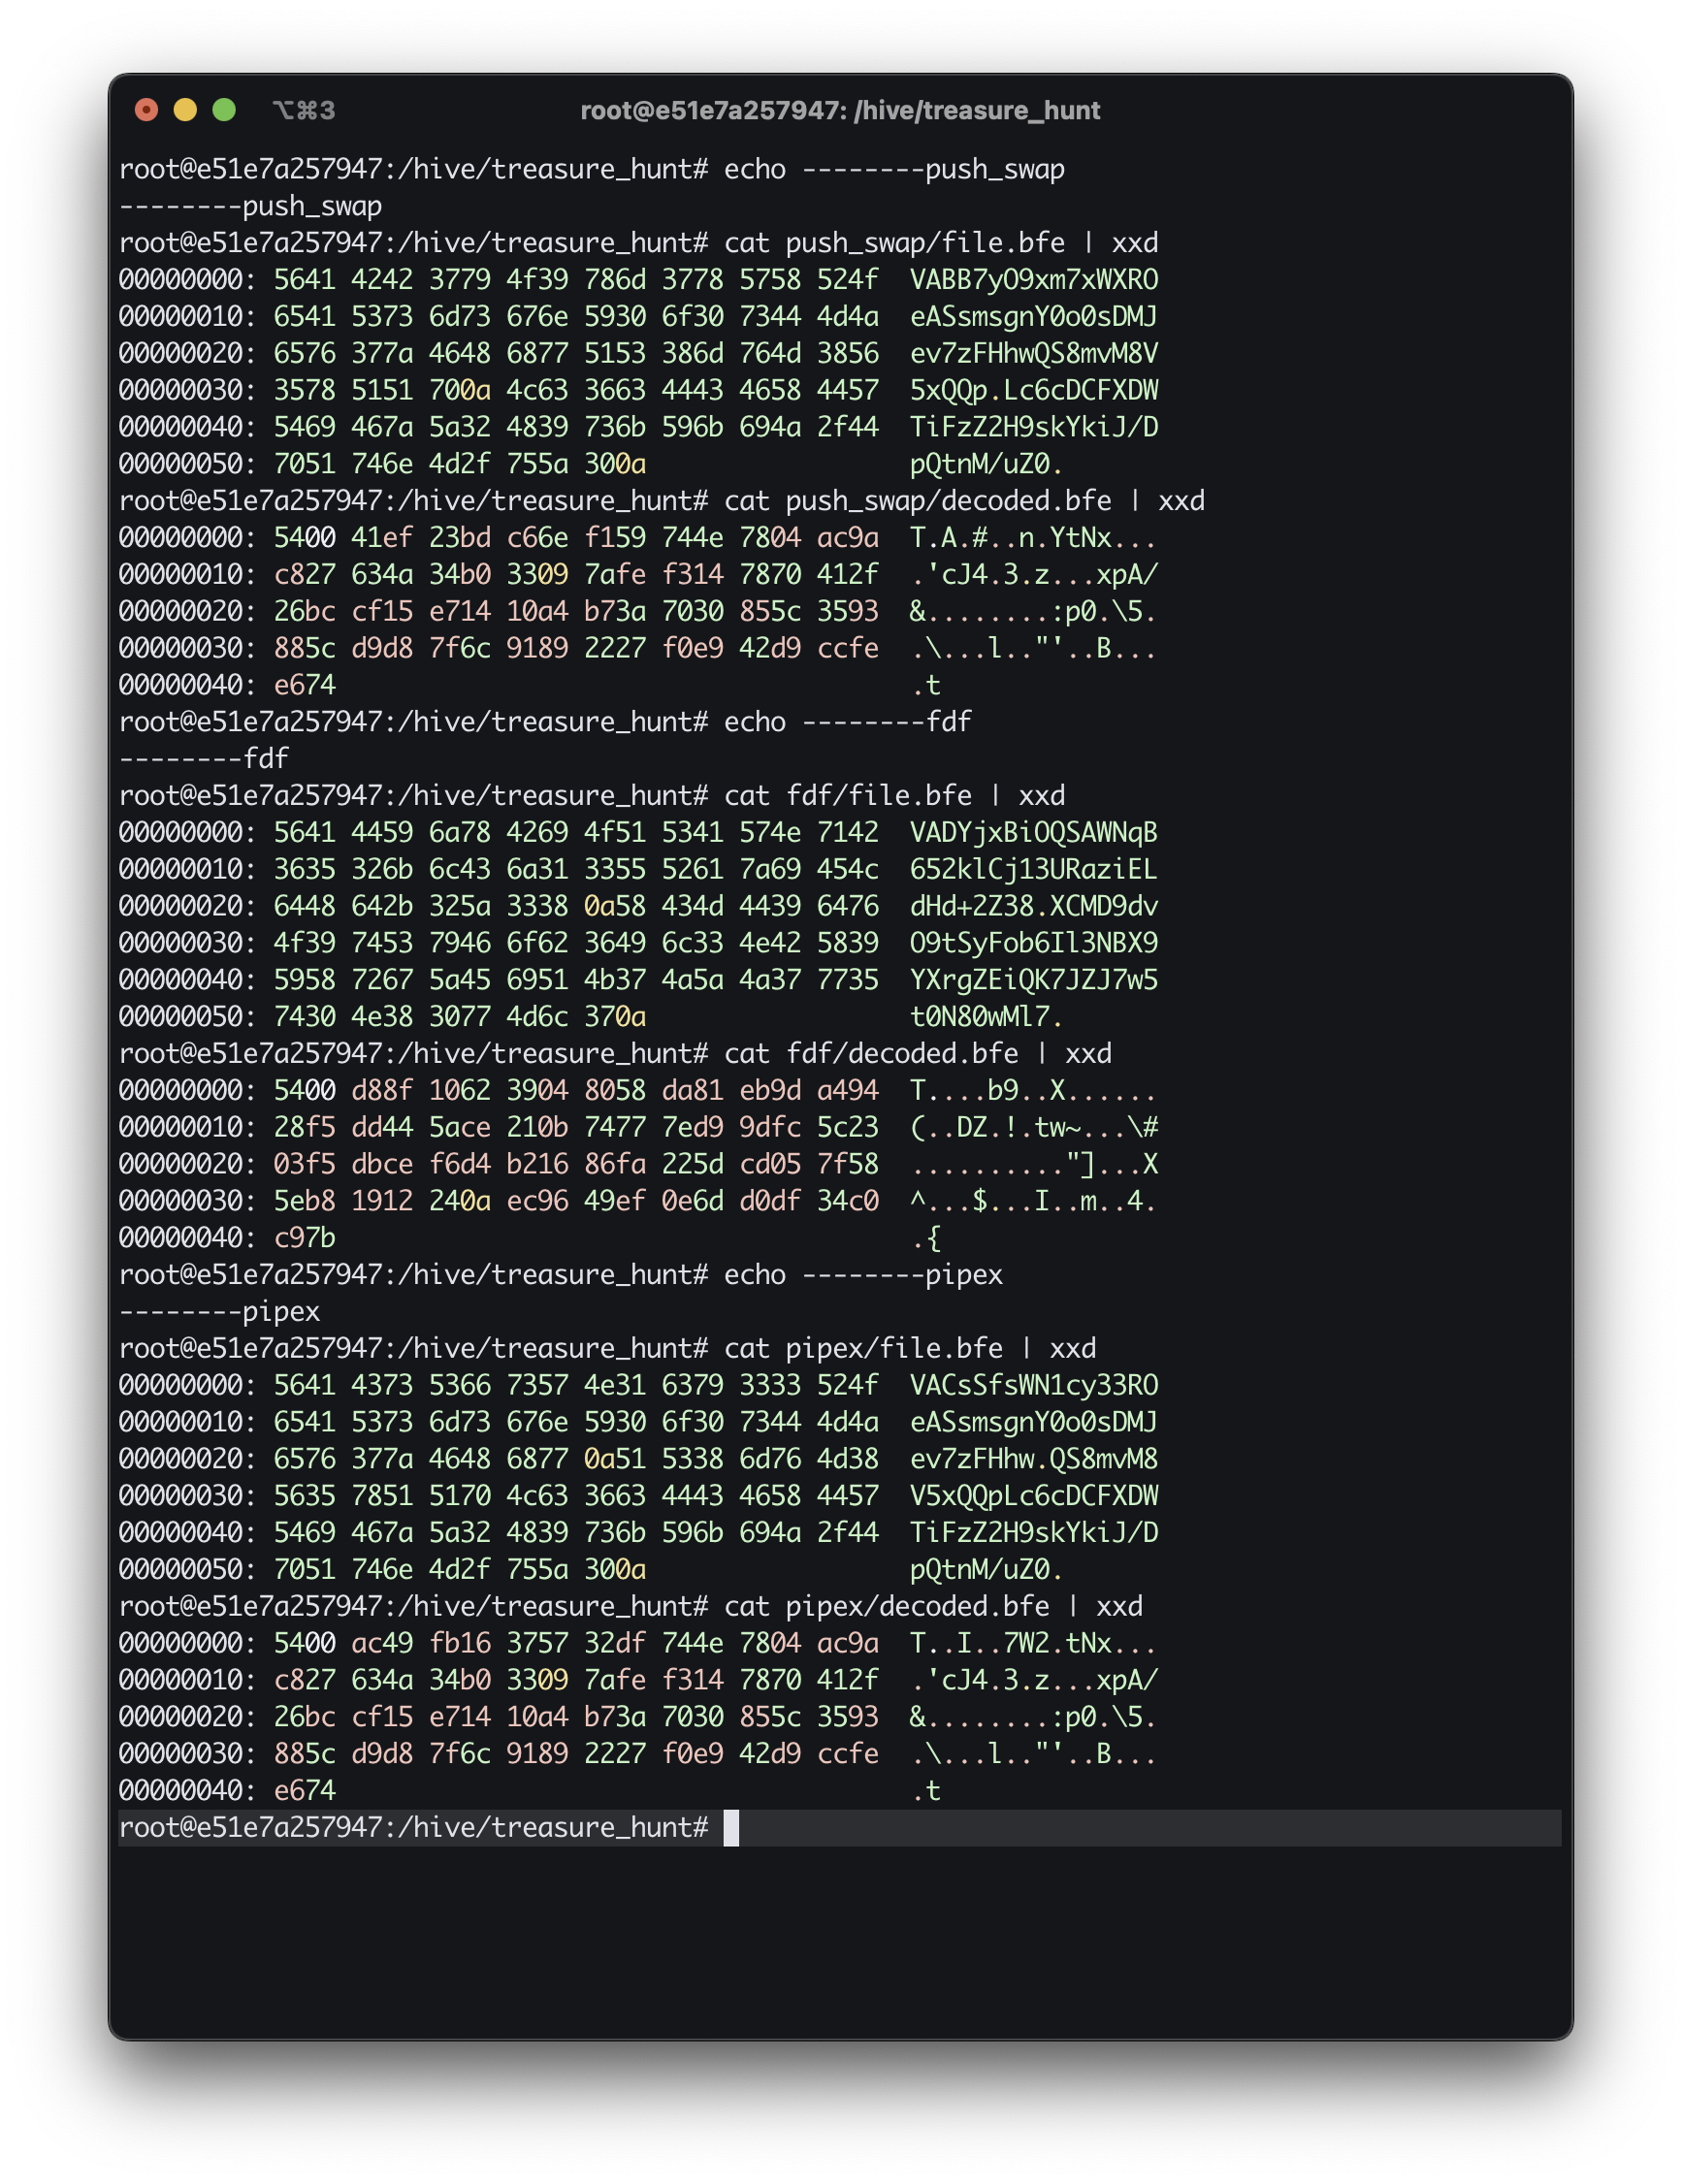 ⌥⌘3 root@e51e7a257947: /hive/treasure_hunt
root@e51e7a257947:/hive/treasure_hunt# echo --------push_swap
--------push_swap
root@e51e7a257947:/hive/treasure_hunt# cat push_swap/file.bfe | xxd
00000000: 5641 4242 3779 4f39 786d 3778 5758 524f  VABB7yO9xm7xWXRO
00000010: 6541 5373 6d73 676e 5930 6f30 7344 4d4a  eASsmsgnY0o0sDMJ
00000020: 6576 377a 4648 6877 5153 386d 764d 3856  ev7zFHhwQS8mvM8V
00000030: 3578 5151 700a 4c63 3663 4443 4658 4457  5xQQp.Lc6cDCFXDW
00000040: 5469 467a 5a32 4839 736b 596b 694a 2f44  TiFzZ2H9skYkiJ/D
00000050: 7051 746e 4d2f 755a 300a                 pQtnM/uZ0.
root@e51e7a257947:/hive/treasure_hunt# cat push_swap/decoded.bfe | xxd
00000000: 5400 41ef 23bd c66e f159 744e 7804 ac9a  T.A.#..n.YtNx...
00000010: c827 634a 34b0 3309 7afe f314 7870 412f  .'cJ4.3.z...xpA/
00000020: 26bc cf15 e714 10a4 b73a 7030 855c 3593  &........:p0.\5.
00000030: 885c d9d8 7f6c 9189 2227 f0e9 42d9 ccfe  .\...l.."'..B...
00000040: e674                                     .t
root@e51e7a257947:/hive/treasure_hunt# echo --------fdf
--------fdf
root@e51e7a257947:/hive/treasure_hunt# cat fdf/file.bfe | xxd
00000000: 5641 4459 6a78 4269 4f51 5341 574e 7142  VADYjxBiOQSAWNqB
00000010: 3635 326b 6c43 6a31 3355 5261 7a69 454c  652klCj13URaziEL
00000020: 6448 642b 325a 3338 0a58 434d 4439 6476  dHd+2Z38.XCMD9dv
00000030: 4f39 7453 7946 6f62 3649 6c33 4e42 5839  O9tSyFob6Il3NBX9
00000040: 5958 7267 5a45 6951 4b37 4a5a 4a37 7735  YXrgZEiQK7JZJ7w5
00000050: 7430 4e38 3077 4d6c 370a                 t0N80wMl7.
root@e51e7a257947:/hive/treasure_hunt# cat fdf/decoded.bfe | xxd
00000000: 5400 d88f 1062 3904 8058 da81 eb9d a494  T....b9..X......
00000010: 28f5 dd44 5ace 210b 7477 7ed9 9dfc 5c23  (..DZ.!.tw~...\#
00000020: 03f5 dbce f6d4 b216 86fa 225d cd05 7f58  .........."]...X
00000030: 5eb8 1912 240a ec96 49ef 0e6d d0df 34c0  ^...$...I..m..4.
00000040: c97b                                     .{
root@e51e7a257947:/hive/treasure_hunt# echo --------pipex
--------pipex
root@e51e7a257947:/hive/treasure_hunt# cat pipex/file.bfe | xxd
00000000: 5641 4373 5366 7357 4e31 6379 3333 524f  VACsSfsWN1cy33RO
00000010: 6541 5373 6d73 676e 5930 6f30 7344 4d4a  eASsmsgnY0o0sDMJ
00000020: 6576 377a 4648 6877 0a51 5338 6d76 4d38  ev7zFHhw.QS8mvM8
00000030: 5635 7851 5170 4c63 3663 4443 4658 4457  V5xQQpLc6cDCFXDW
00000040: 5469 467a 5a32 4839 736b 596b 694a 2f44  TiFzZ2H9skYkiJ/D
00000050: 7051 746e 4d2f 755a 300a                 pQtnM/uZ0.
root@e51e7a257947:/hive/treasure_hunt# cat pipex/decoded.bfe | xxd
00000000: 5400 ac49 fb16 3757 32df 744e 7804 ac9a  T..I..7W2.tNx...
00000010: c827 634a 34b0 3309 7afe f314 7870 412f  .'cJ4.3.z...xpA/
00000020: 26bc cf15 e714 10a4 b73a 7030 855c 3593  &........:p0.\5.
00000030: 885c d9d8 7f6c 9189 2227 f0e9 42d9 ccfe  .\...l.."'..B...
00000040: e674                                     .t
root@e51e7a257947:/hive/treasure_hunt#